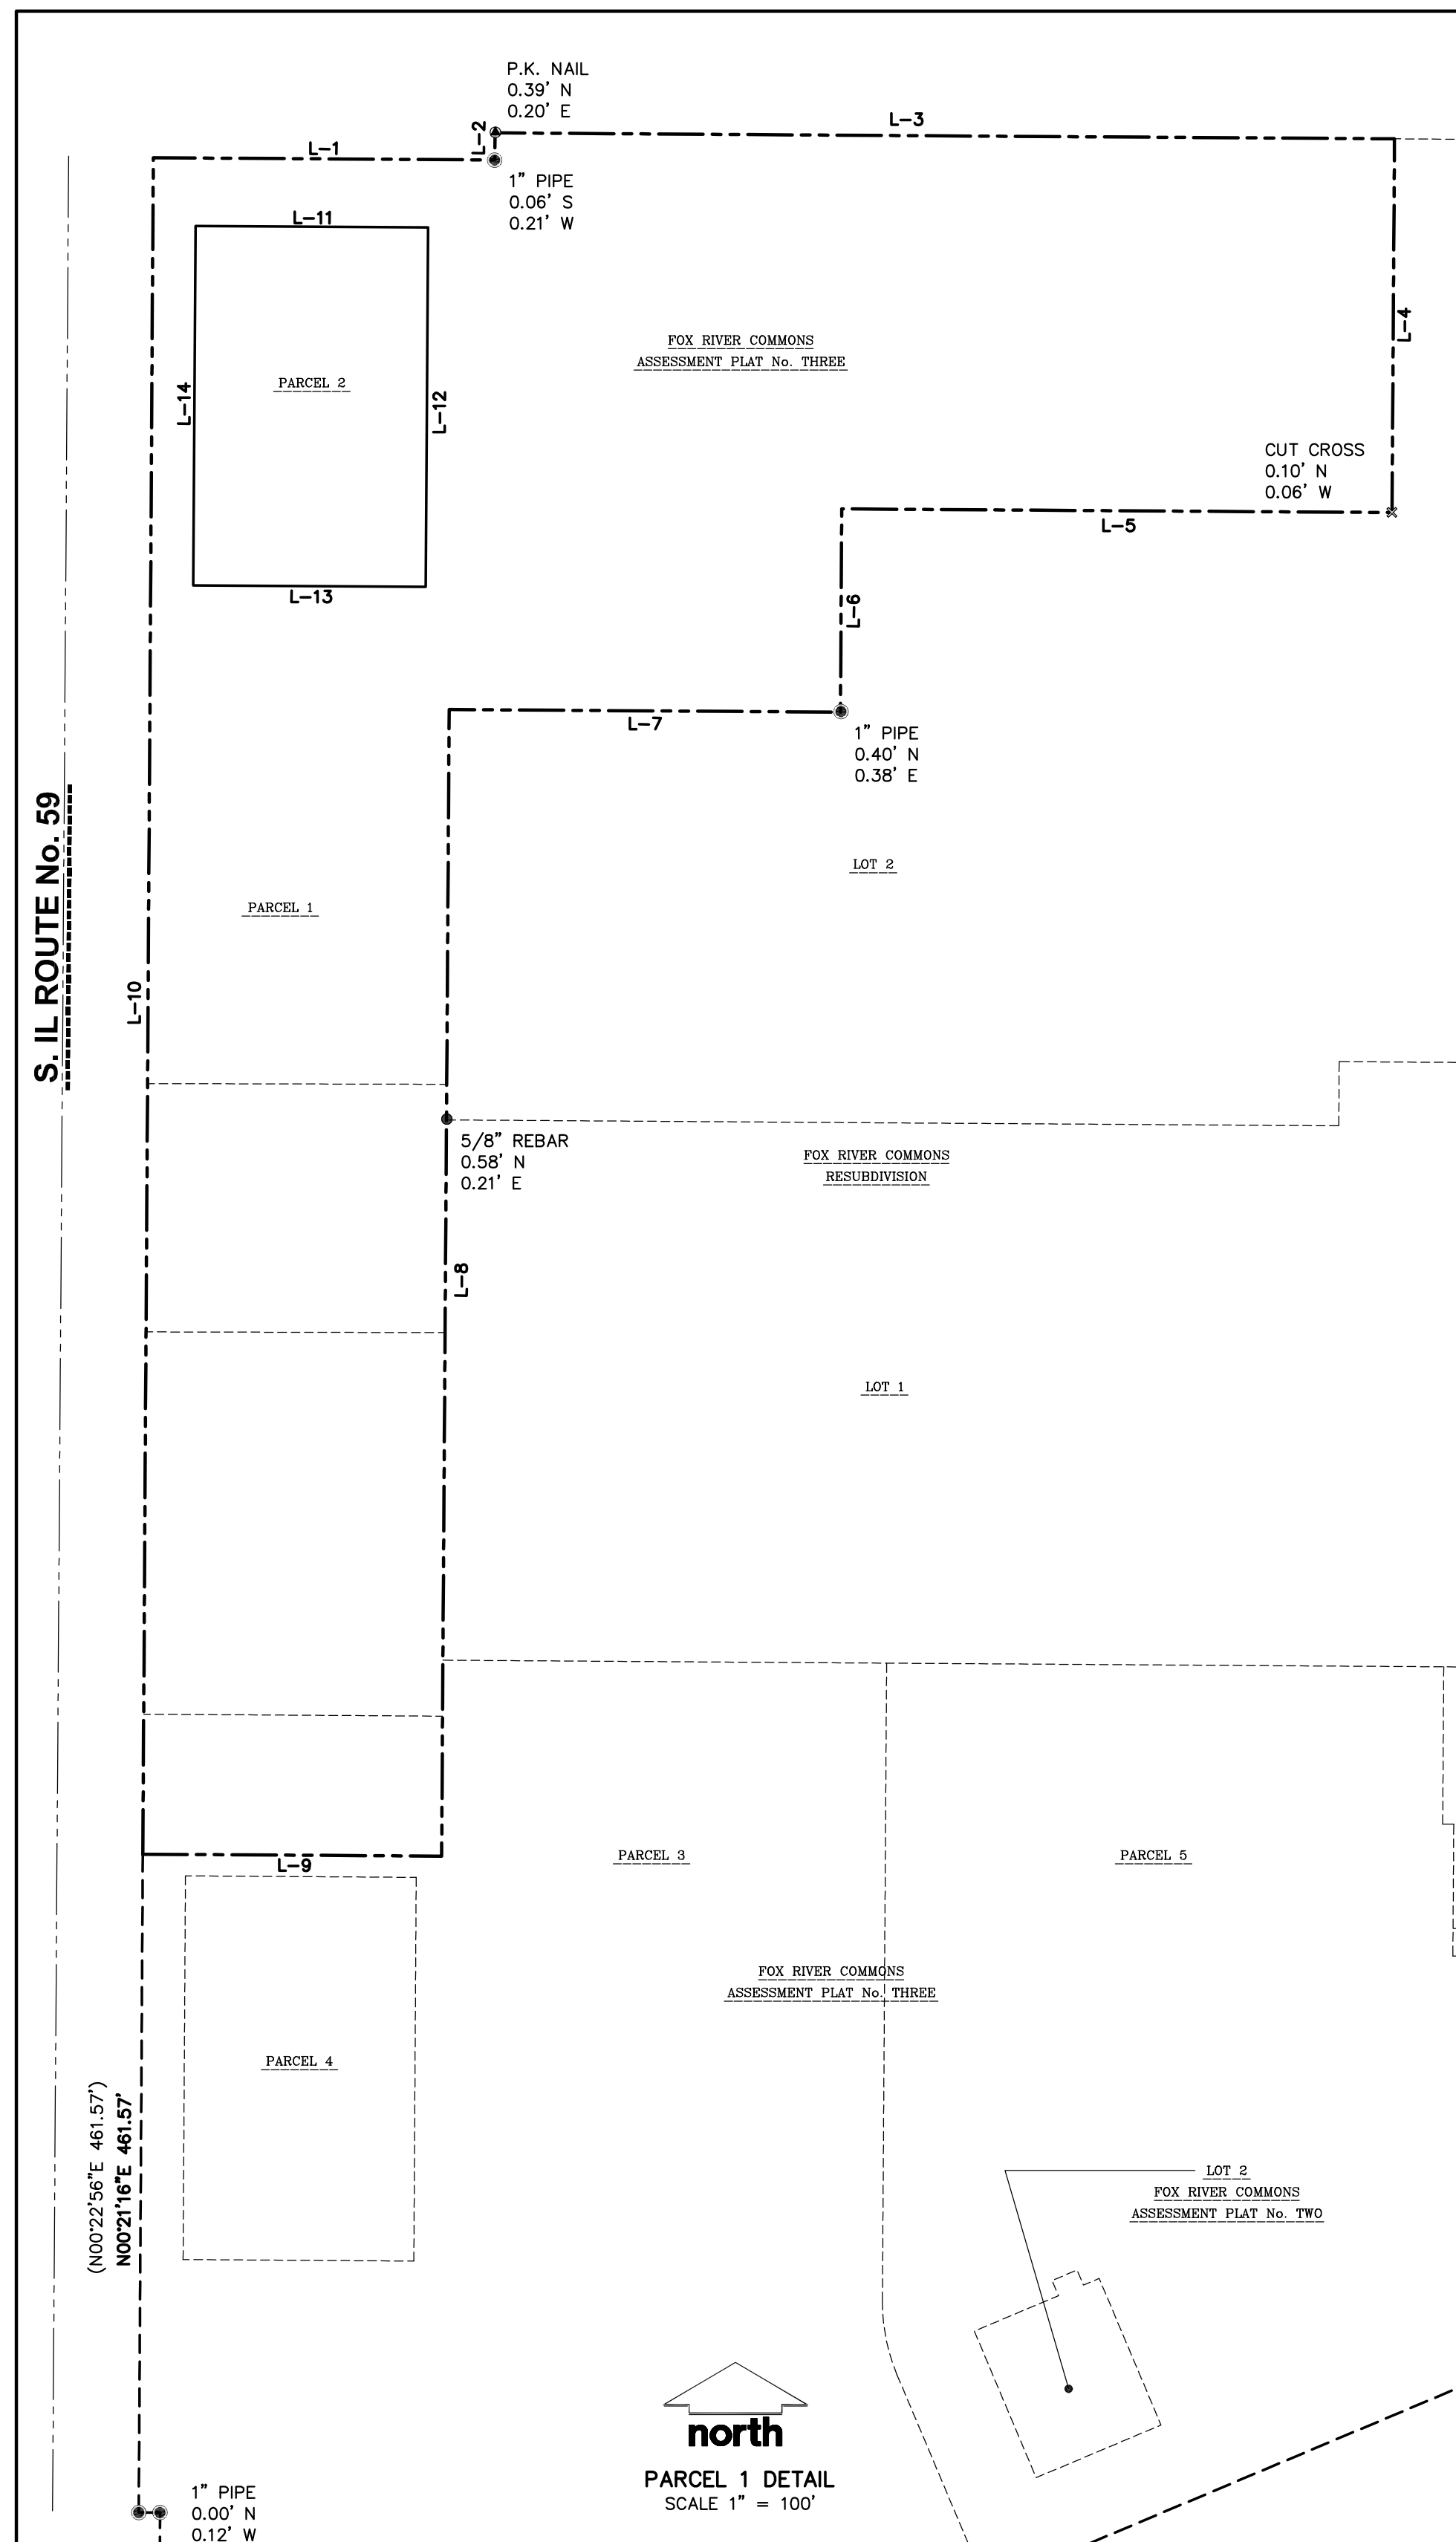 P.K. NAIL
0.39' N
0.20' E
L-3
L-2
L-1
1" PIPE
0.06' S
0.21' W
L-11
L-4
FOX RIVER COMMONS
ASSESSMENT PLAT No. THREE
PARCEL 2
L-14
L-12
CUT CROSS
0.10' N
0.06' W
L-5
L-13
L-6
L-7
1" PIPE
0.40' N
0.38' E
S. IL ROUTE No. 59
LOT 2
PARCEL 1
L-10
5/8" REBAR
0.58' N
0.21' E
FOX RIVER COMMONS
RESUBDIVISION
L-8
LOT 1
L-9
PARCEL 3
PARCEL 5
FOX RIVER COMMONS
ASSESSMENT PLAT No. THREE
PARCEL 4
(N00°22'56"E 461.57')
N00°21'16"E 461.57'
LOT 2
FOX RIVER COMMONS
ASSESSMENT PLAT No. TWO
north
PARCEL 1 DETAIL
SCALE 1" = 100'
1" PIPE
0.00' N
0.12' W